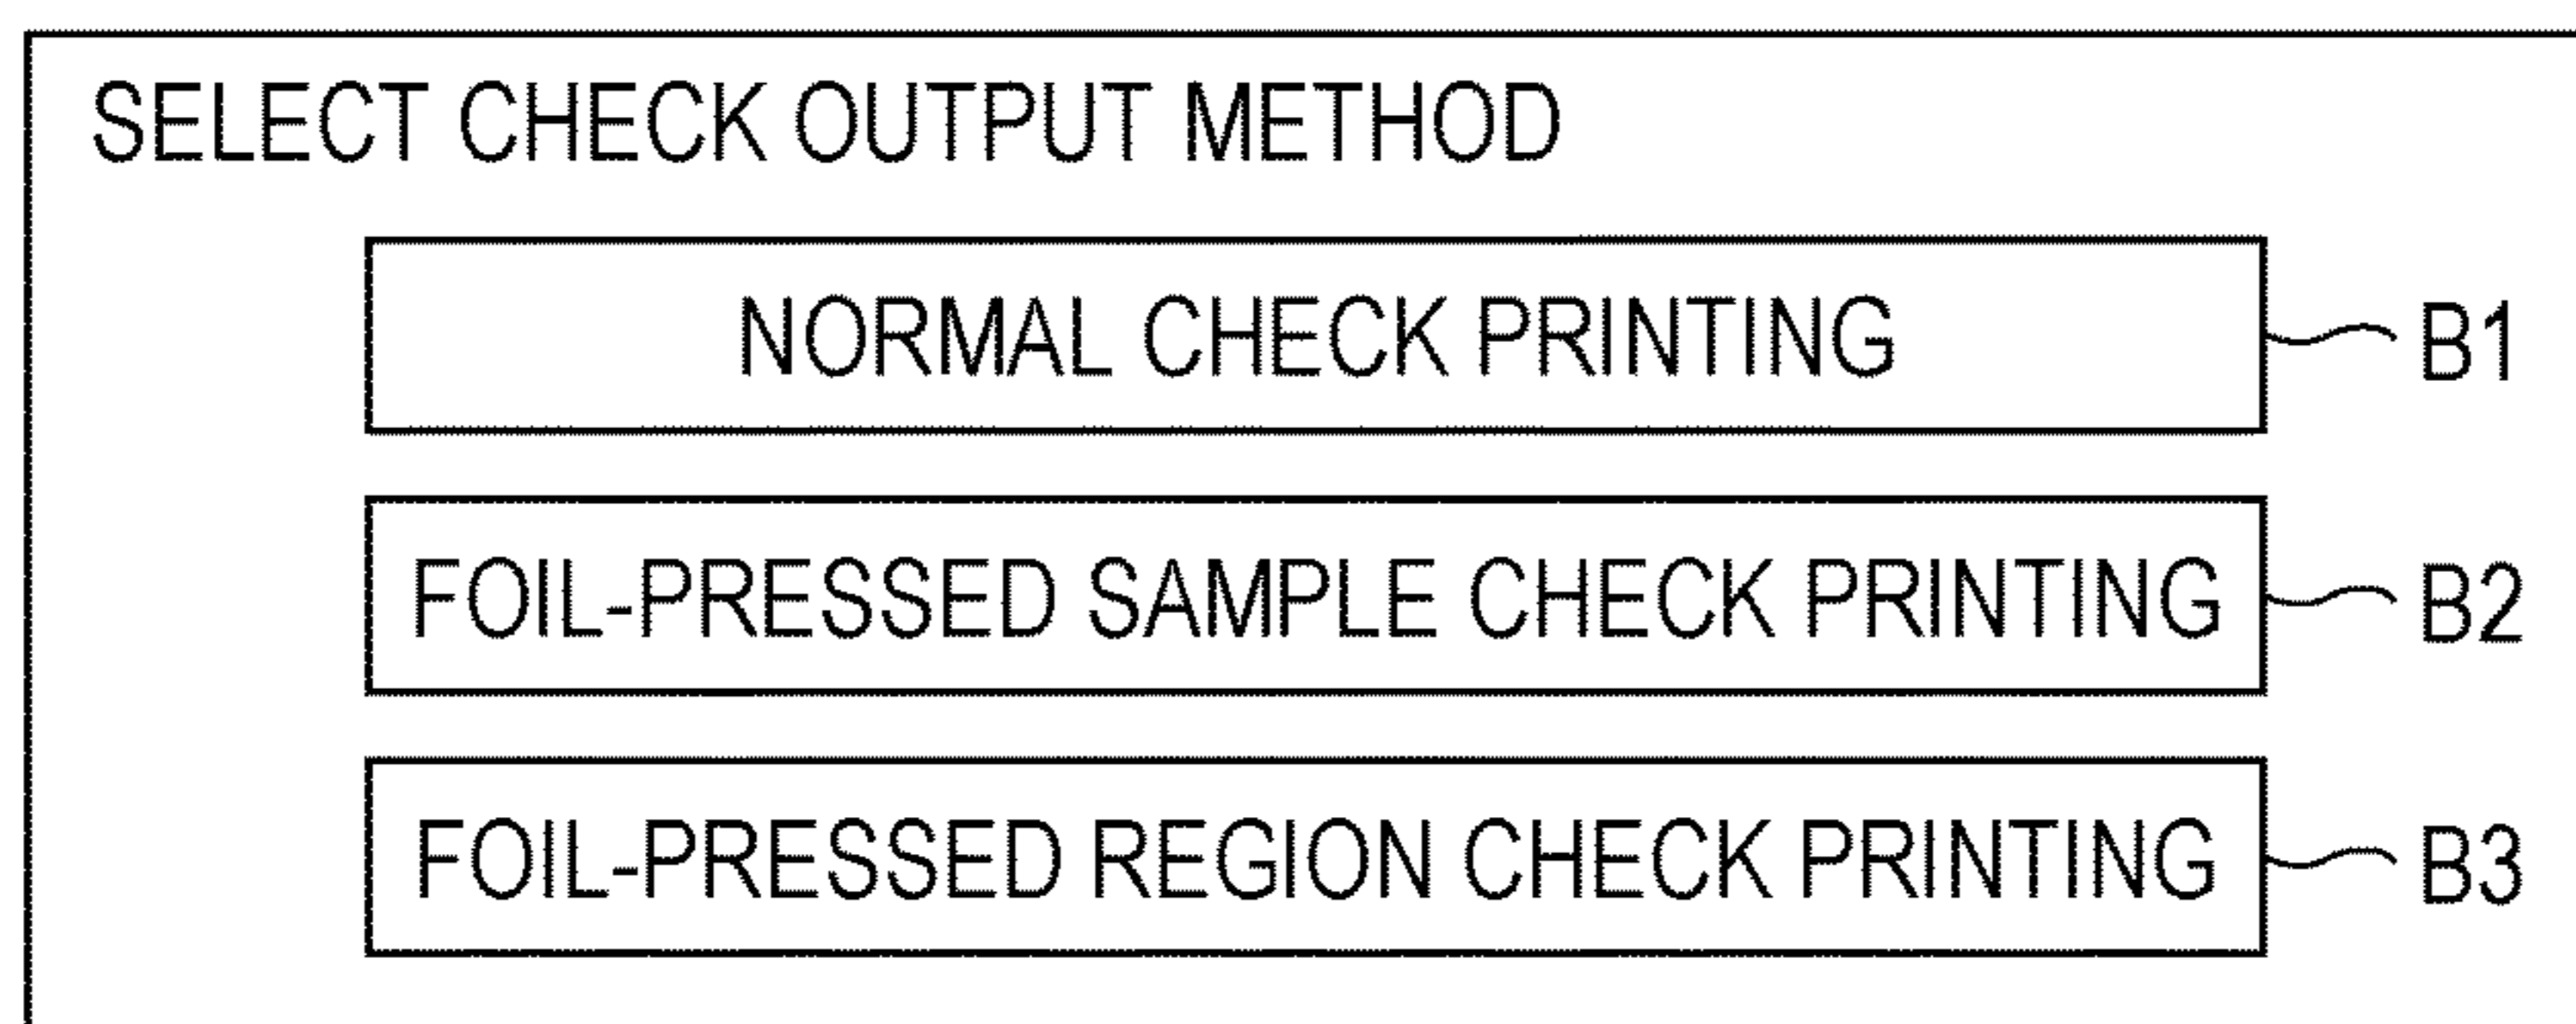 SELECT CHECK OUTPUT METHOD
NORMAL CHECK PRINTING B1
FOIL-PRESSED SAMPLE CHECK PRINTING B2
FOIL-PRESSED REGION CHECK PRINTING B3